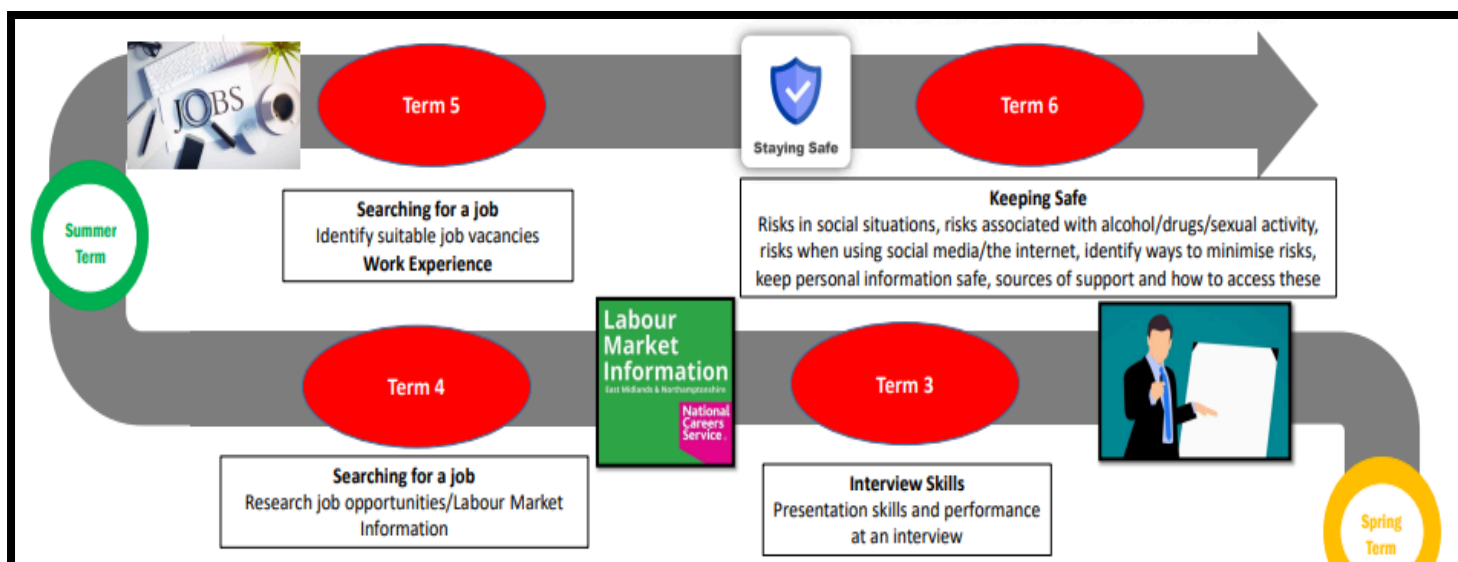 JOBS
Term 5
Staying Safe
Term 6
Summer
Term
Searching for a job
Identify suitable job vacancies
Work Experience
Keeping Safe
Risks in social situations, risks associated with alcohol/drugs/sexual activity,
risks when using social media/the internet, identify ways to minimise risks,
keep personal information safe, sources of support and how to access these
Term 4
Labour
Market
Information
East Midlands & Northamptonshire
National
Careers
Service
Term 3
Searching for a job
Research job opportunities/Labour Market
Information
Interview Skills
Presentation skills and performance
at an interview
Spring
Term